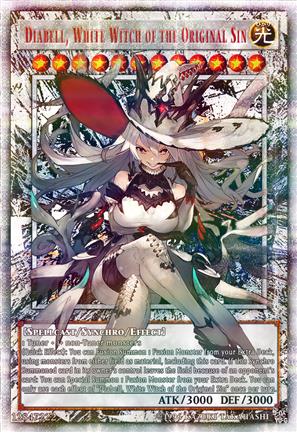 Diabell, White Witch of the Original Sin
光
[Spellcast/Synchro/Effect]
1 Tuner + 1+ non-Tuner monsters
(Quick Effect): You can Fusion Summon 1 Fusion Monster from your Extra Deck,
using monsters from either field as material, including this card. If this Synchro
Summoned card in its owner's control leaves the field because of an opponent's
card: You can Special Summon 1 Fusion Monster from your Extra Deck. You can
only use each effect of "Diabell, White Witch of the Original Sin" once per turn.
ATK/3000 DEF/3000
TAKAHASHI